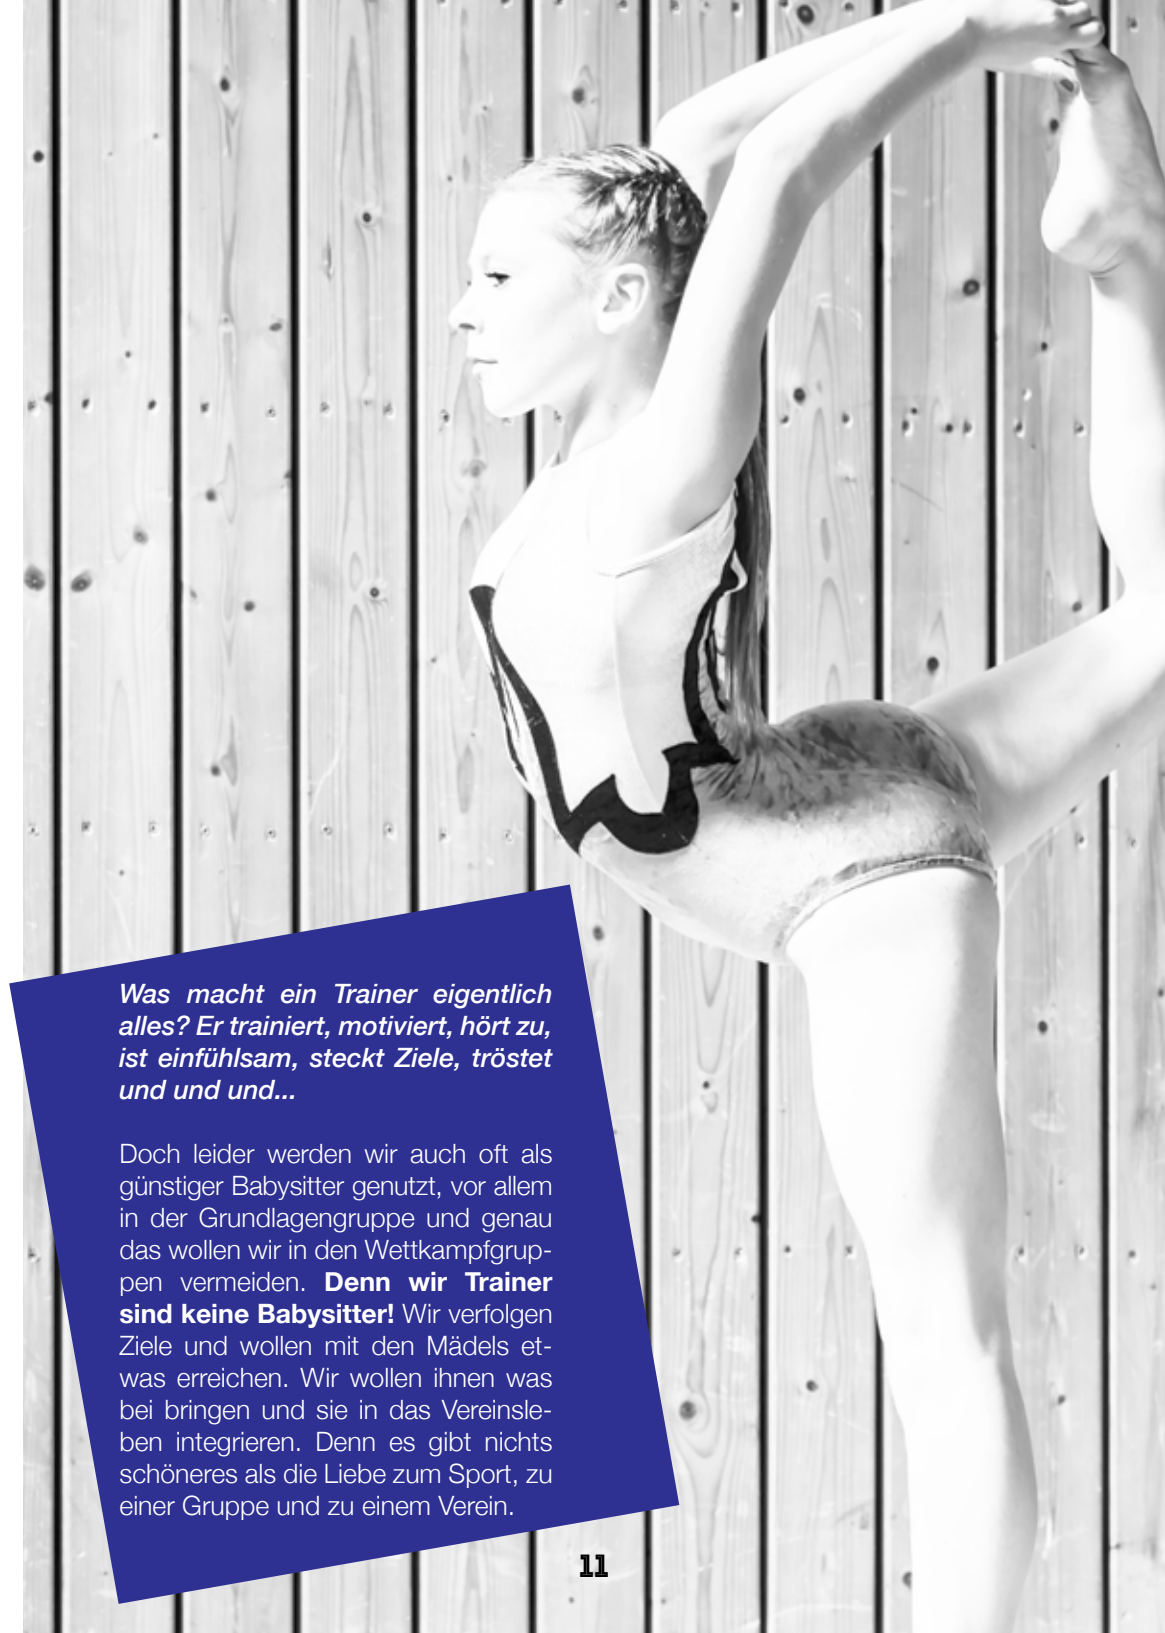 Was macht ein Trainer eigentlich
alles? Er trainiert, motiviert, hört zu,
ist einfühlsam, steckt Ziele, tröstet
und und und...
Doch leider werden wir auch oft als
günstiger Babysitter genutzt, vor allem
in der Grundlagengruppe und genau
das wollen wir in den Wettkampfgrup-
pen vermeiden. Denn wir Trainer
sind keine Babysitter! Wir verfolgen
Ziele und wollen mit den Mädels et-
was erreichen. Wir wollen ihnen was
bei bringen und sie in das Vereinsle-
ben integrieren. Denn es gibt nichts
schöneres als die Liebe zum Sport, zu
einer Gruppe und zu einem Verein.
11